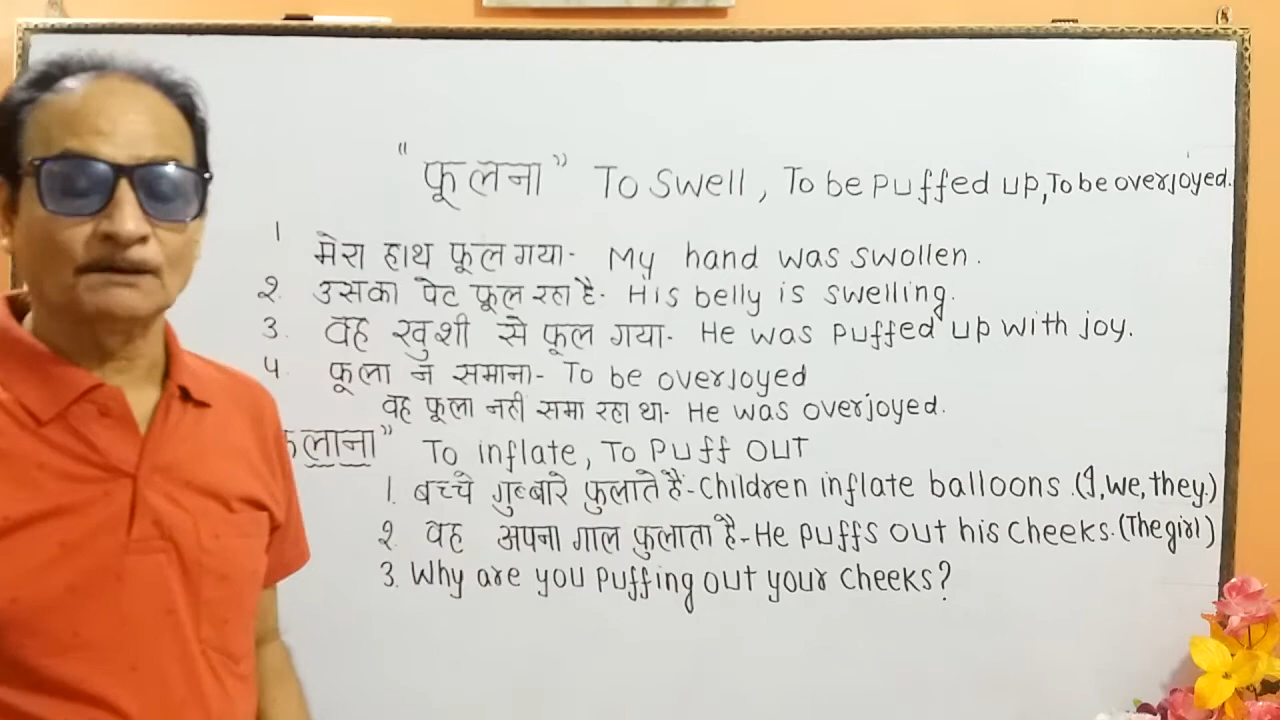 "फूलना" To Swell, To be puffed up, To be overjoyed.
1 मेरा हाथ फूल गया- My hand was swollen.
2. उसका पेट फूल रहा है- His belly is swelling.
3. वह खुशी से फूल गया- He was puffed up with joy.
4. फूला न समाना- To be overjoyed
वह फूला नही समा रहा था- He was overjoyed.
लाना" To inflate, To Puff OUT
1. बच्चे गुब्बारे फुलाते हैं- Children inflate balloons. (I, we, they.)
2. वह अपना गाल फुलाता है- He puffs out his cheeks. (The girl)
3. Why are you puffing out your cheeks?